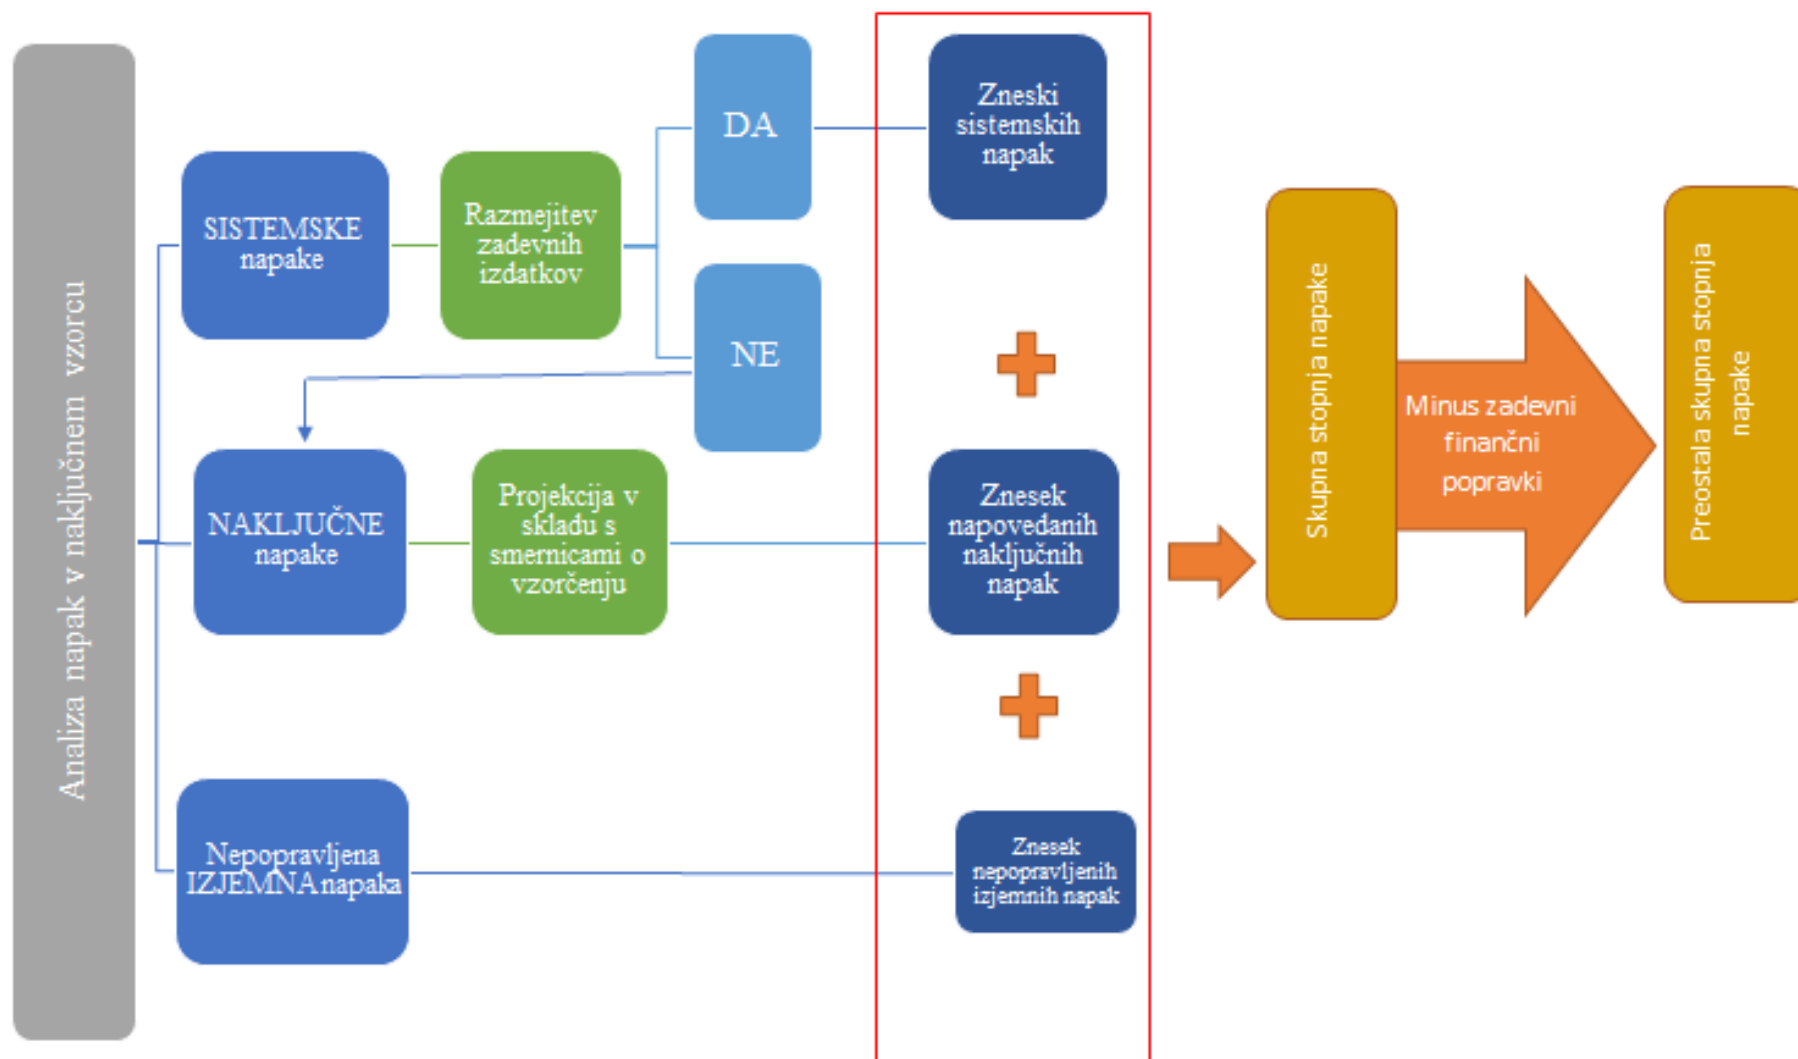 Analiza napak v naključnem vzorcu
SISTEMSKE
napake
Razmejitev
zadevnih
izdatkov
DA
NE
Zneski
sistemskih
napak
NAKLJUČNE
napake
Projekcija v
skladu s
smernicami o
vzorčenju
Znesek
napovedanih
naključnih
napak
Nepopravljena
IZJEMNA napaka
Znesek
nepopravljenih
izjemnih napak
Skupna stopnja napake
Minus zadevni
finančni
popravki
Preostala skupna stopnja
napake